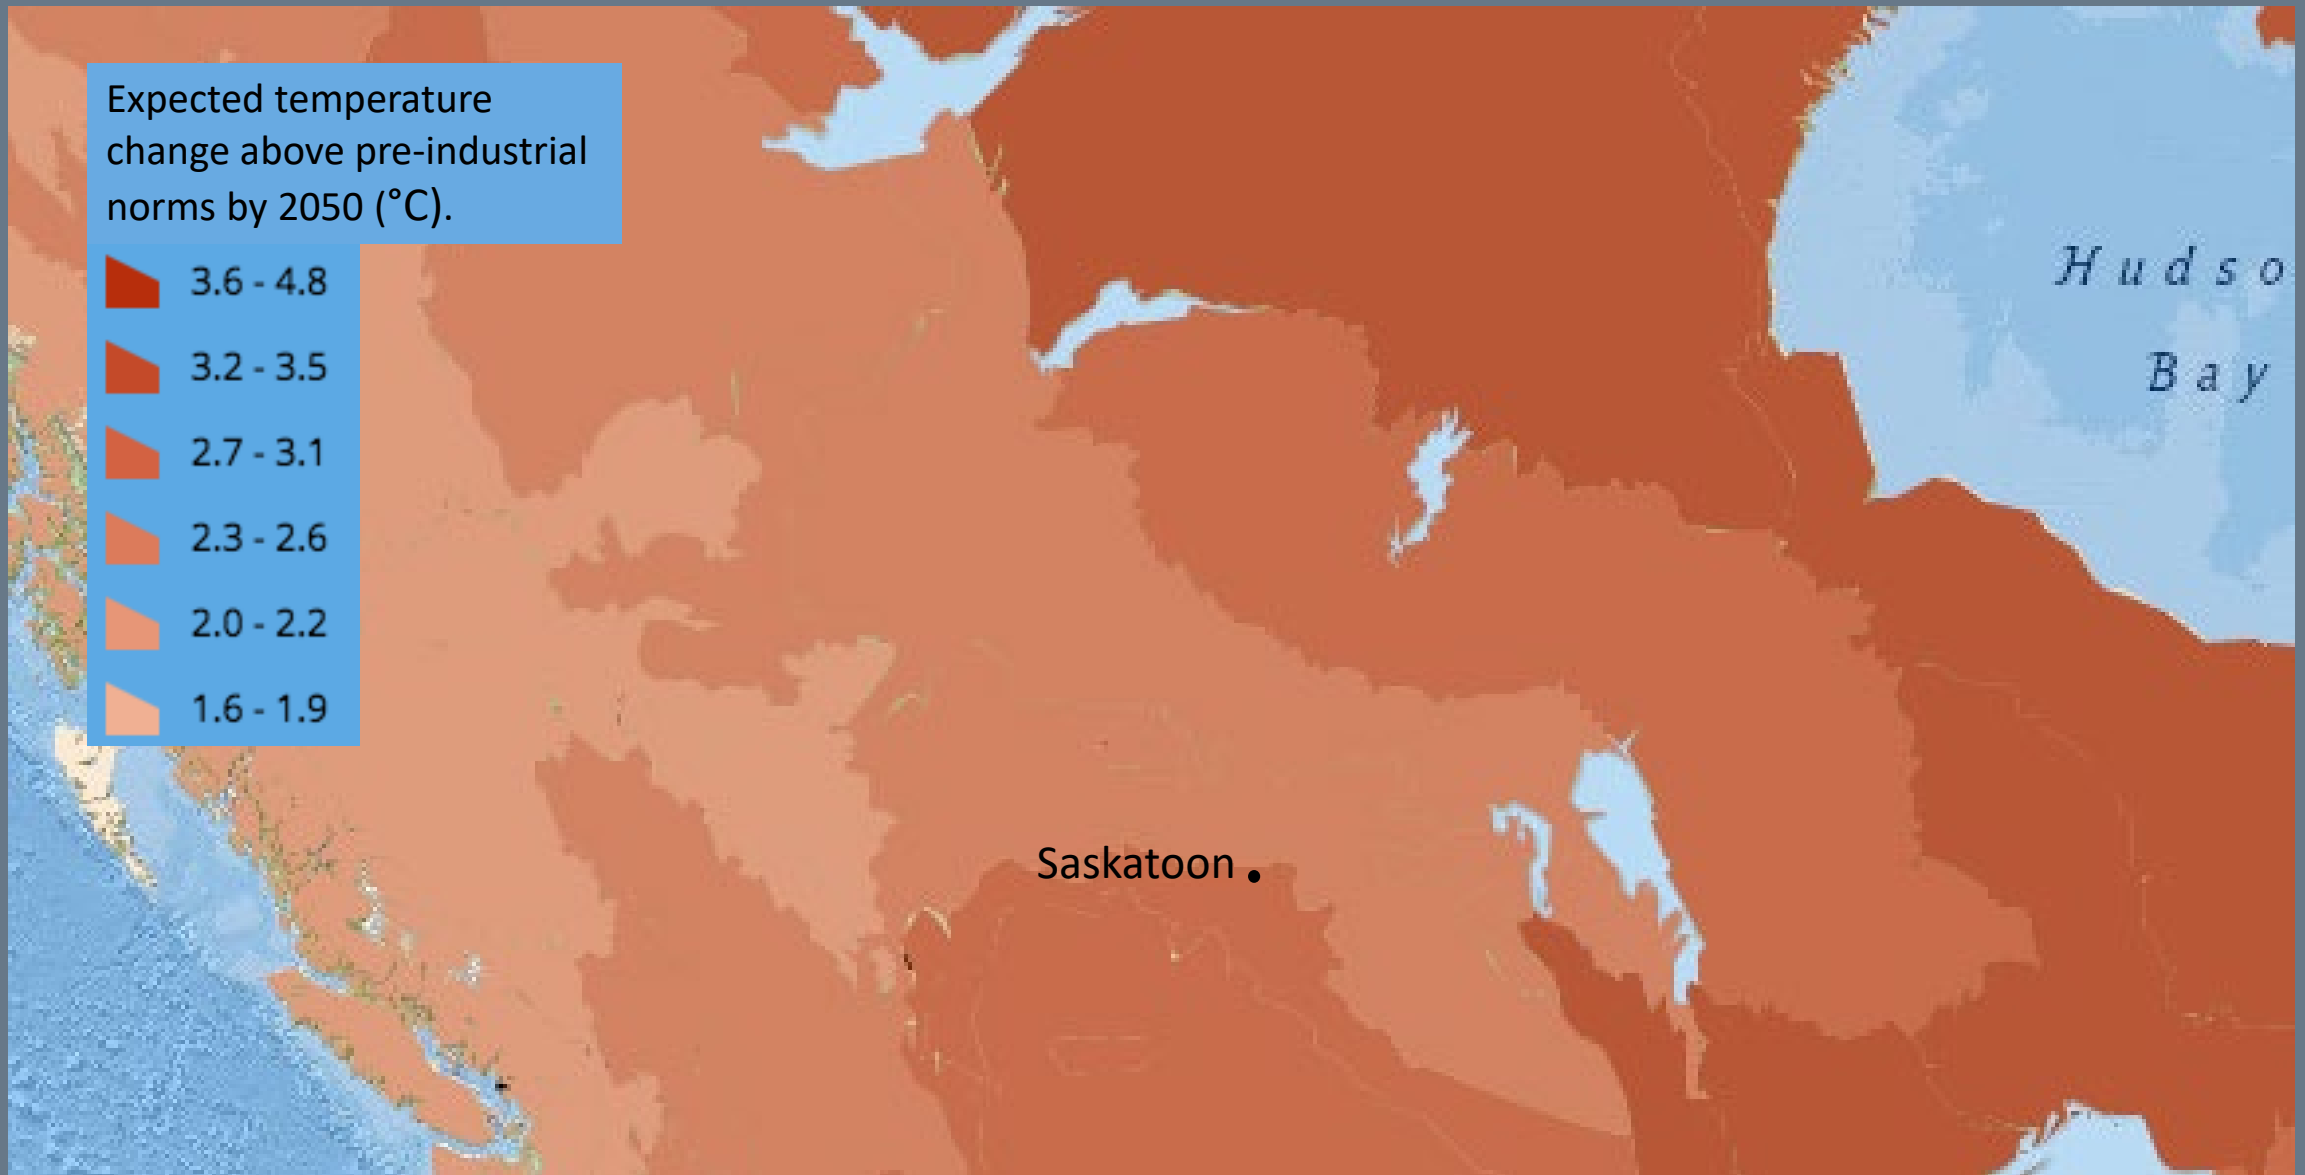 Expected temperature
change above pre-industrial
norms by 2050 (°C).
3.6 - 4.8
3.2 - 3.5
2.7 - 3.1
2.3 - 2.6
2.0 - 2.2
1.6 - 1.9
Hudso
Bay
Saskatoon